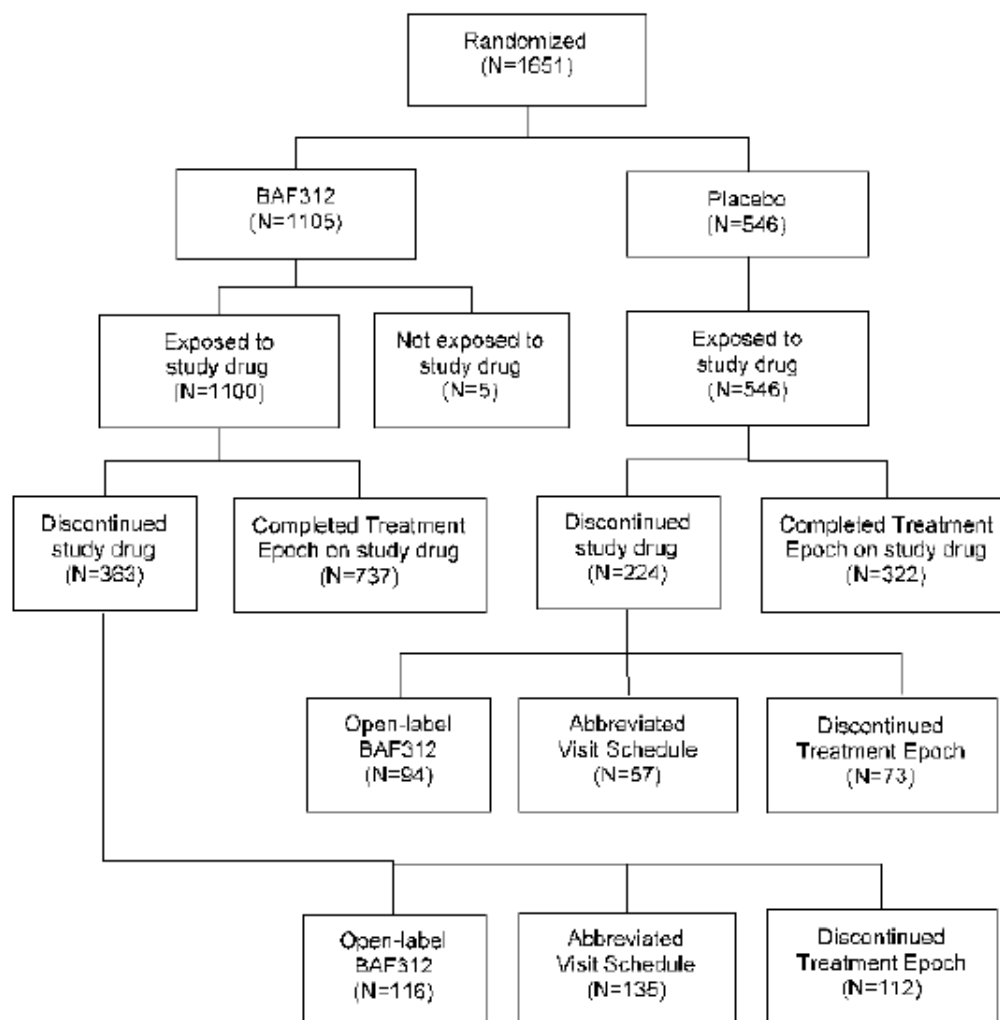 Randomized
(N=1651)
BAF312
(N=1105)
Placebo
(N=546)
Exposed to
study drug
(N=1100)
Not exposed to
study drug
(N=5)
Exposed to
study drug
(N=546)
Discontinued
study drug
(N=363)
Completed Treatment
Epoch on study drug
(N=737)
Discontinued
study drug
(N=224)
Completed Treatment
Epoch on study drug
(N=322)
Open-label
BAF312
(N=94)
Abbreviated
Visit Schedule
(N=57)
Discontinued
Treatment Epoch
(N=73)
Open-label
BAF312
(N=116)
Abbreviated
Visit Schedule
(N=135)
Discontinued
Treatment Epoch
(N=112)